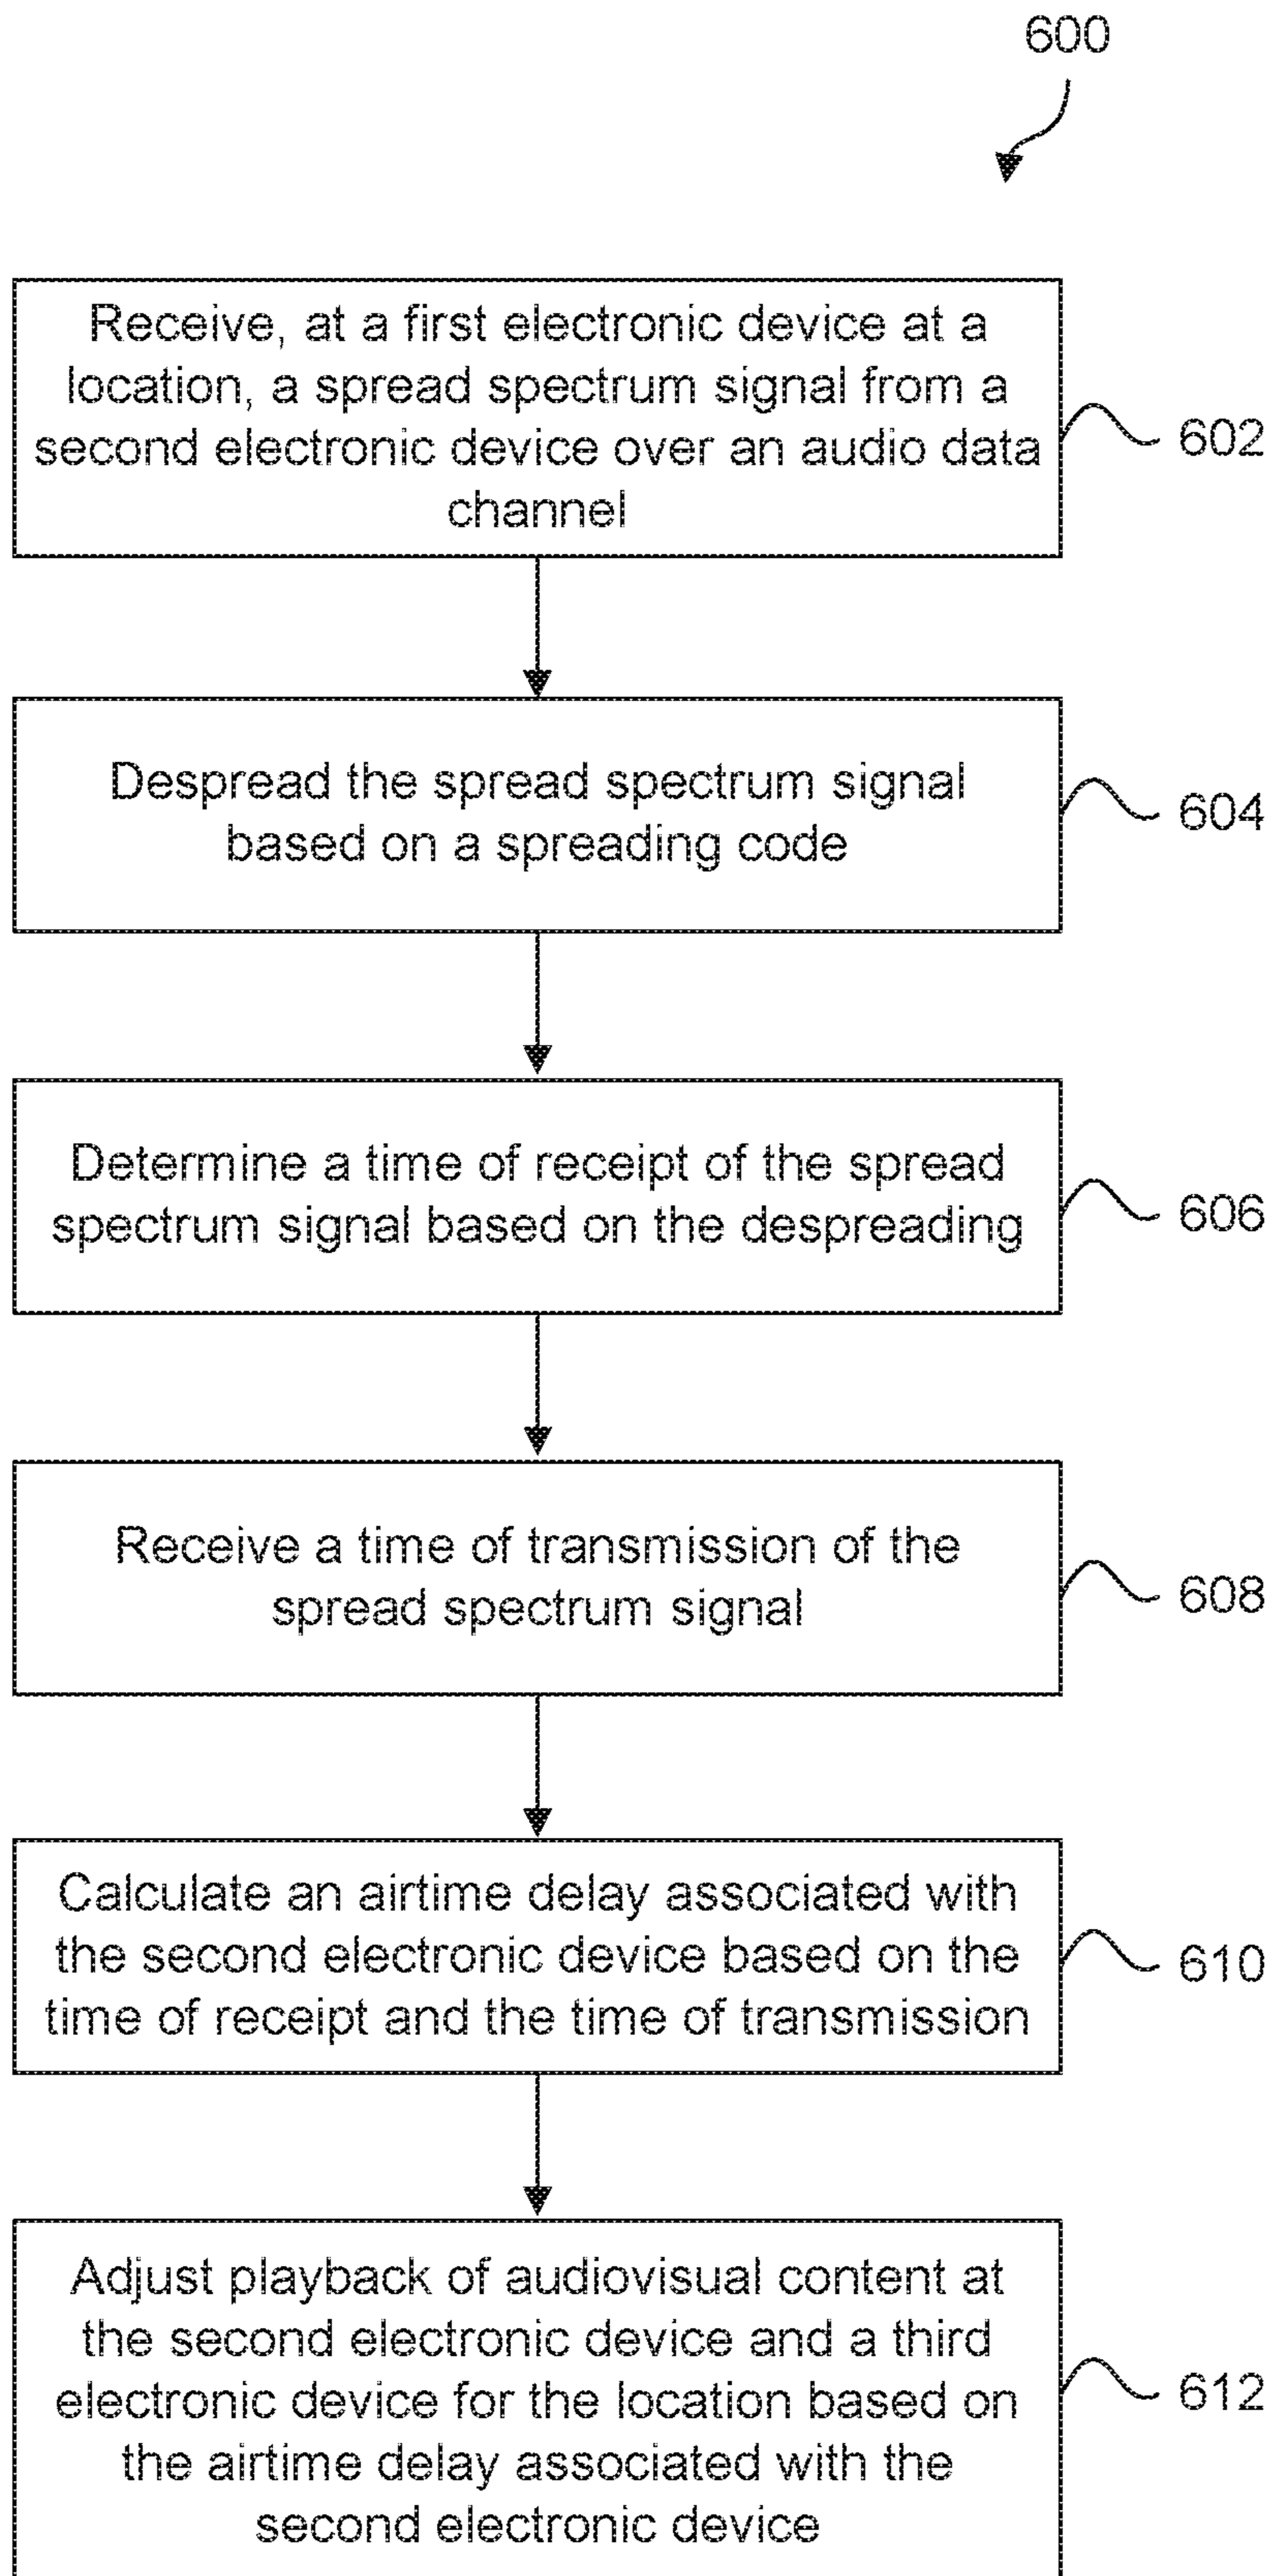 600
Receive, at a first electronic device at a
location, a spread spectrum signal from a
second electronic device over an audio data
channel
602
Despread the spread spectrum signal
based on a spreading code
604
Determine a time of receipt of the spread
spectrum signal based on the despreading
606
Receive a time of transmission of the
spread spectrum signal
608
Calculate an airtime delay associated with
the second electronic device based on the
time of receipt and the time of transmission
610
Adjust playback of audiovisual content at
the second electronic device and a third
electronic device for the location based on
the airtime delay associated with the
second electronic device
612